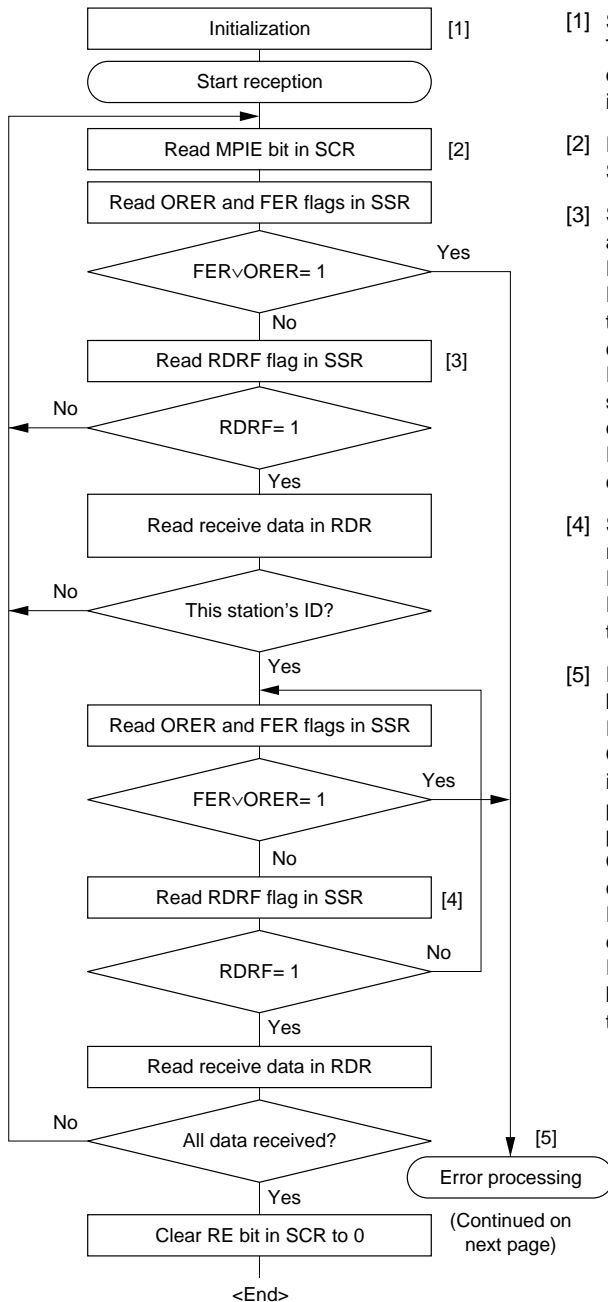 Initialization
[1]
Start reception
Read MPIE bit in SCR
[2]
Read ORER and FER flags in SSR
FER∨ORER= 1
Yes
No
Read RDRF flag in SSR
[3]
No
RDRF= 1
Yes
Read receive data in RDR
No
This station's ID?
Yes
Read ORER and FER flags in SSR
FER∨ORER= 1
Yes
No
Read RDRF flag in SSR
[4]
No
RDRF= 1
Yes
Read receive data in RDR
No
All data received?
Yes
[5]
Error processing
(Continued on
next page)
Clear RE bit in SCR to 0
<End>
[1]
[2]
[3]
[4]
[5]